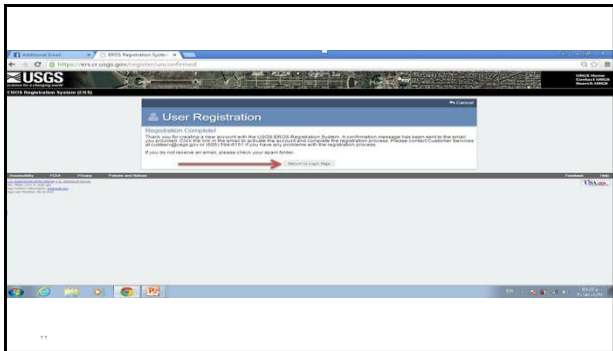 Additional Email
EROS Registration System
https://ers.cr.usgs.gov/register/unconfirmed
USGS
science for a changing world
USGS Home
Contact USGS
Search USGS
EROS Registration System (ERS)
Cancel
User Registration
Registration Complete!
Thank you for creating a new account with the USGS EROS Registration System. A confirmation message has been sent to the email
you provided. Click the link in the email to activate the account and complete the registration process. Please contact Customer Services
at custserv@usgs.gov or (605) 594-6151 if you have any problems with the registration process.
If you do not receive an email, please check your spam folder.
Return to Login Page
Accessibility FOIA Privacy Policies and Notices
Feedback Help
USA.gov
EN
٢٢